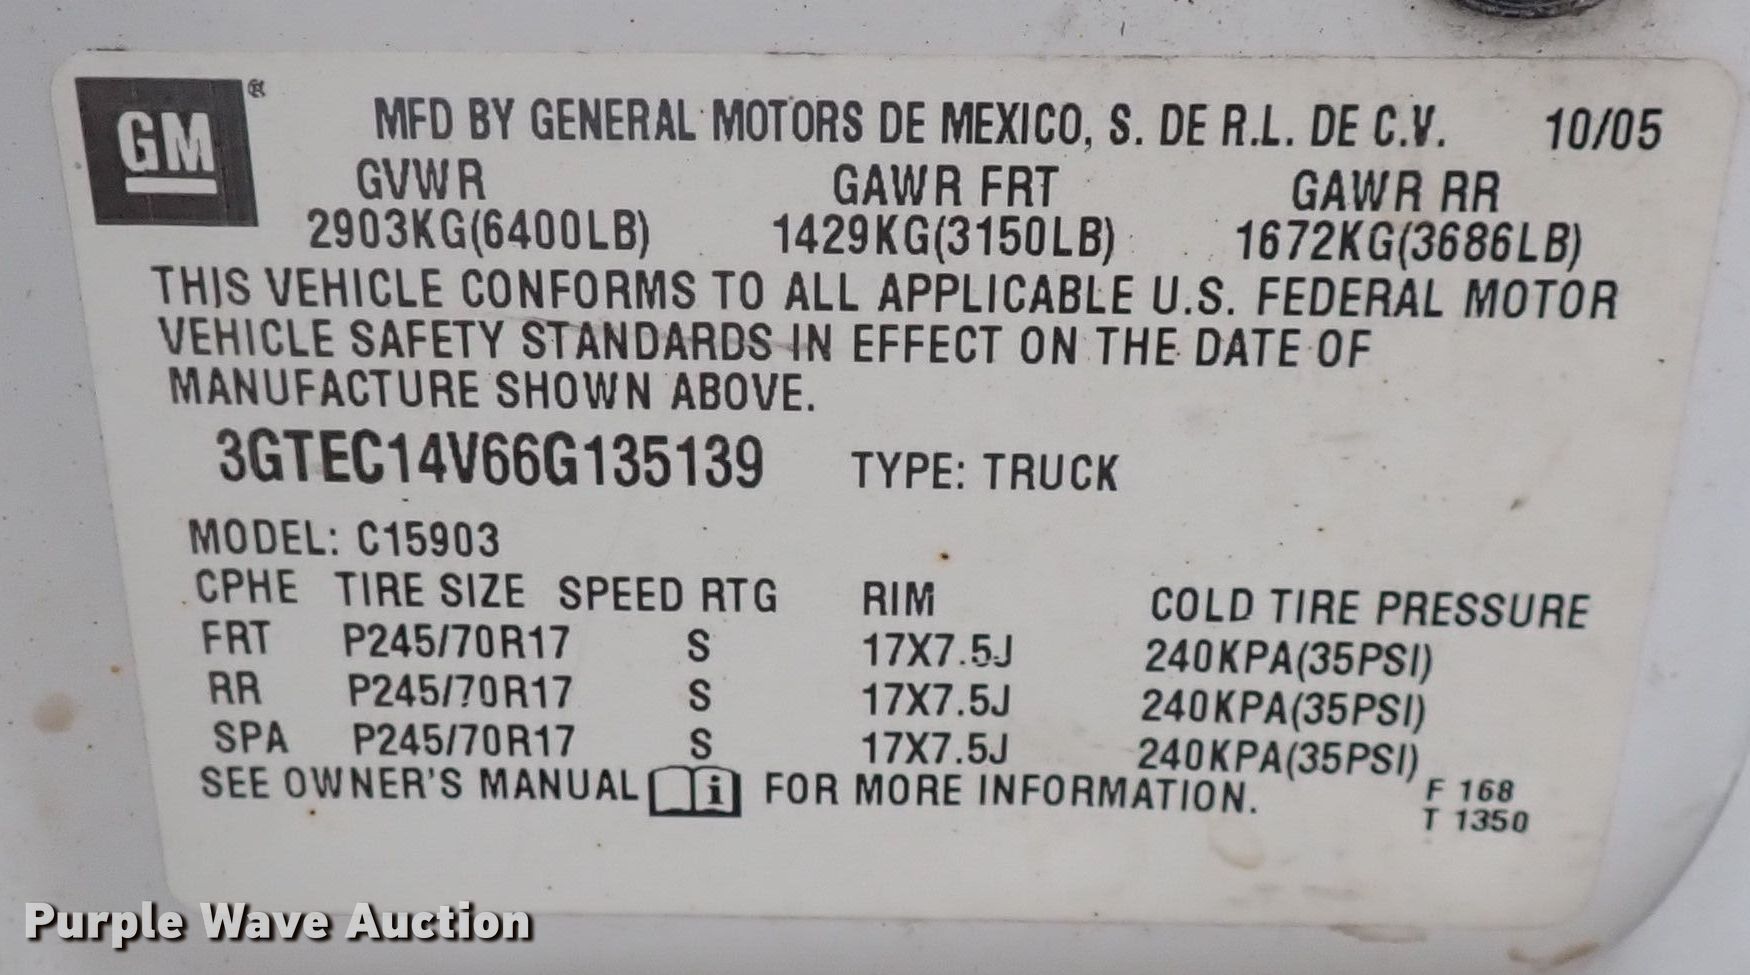 GM®
MFD BY GENERAL MOTORS DE MEXICO, S. DE R.L. DE C.V. 10/05
GVWR GAWR FRT GAWR RR
2903KG(6400LB) 1429KG(3150LB) 1672KG(3686LB)
THIS VEHICLE CONFORMS TO ALL APPLICABLE U.S. FEDERAL MOTOR
VEHICLE SAFETY STANDARDS IN EFFECT ON THE DATE OF
MANUFACTURE SHOWN ABOVE.
3GTEC14V66G135139 TYPE: TRUCK
MODEL: C15903
CPHE TIRE SIZE SPEED RTG RIM COLD TIRE PRESSURE
FRT P245/70R17 S 17X7.5J 240KPA(35PSI)
RR P245/70R17 S 17X7.5J 240KPA(35PSI)
SPA P245/70R17 S 17X7.5J 240KPA(35PSI)
SEE OWNER'S MANUAL i FOR MORE INFORMATION.
F 168
T 1350
Purple Wave Auction